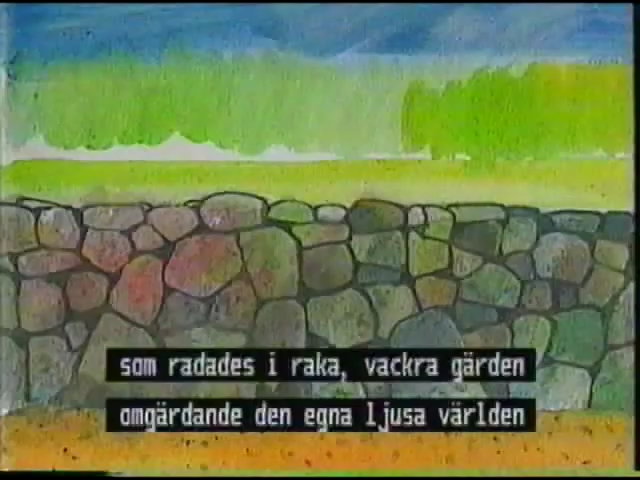 som radades i raka, vackra gärden
omgärdande den egna ljusa världen